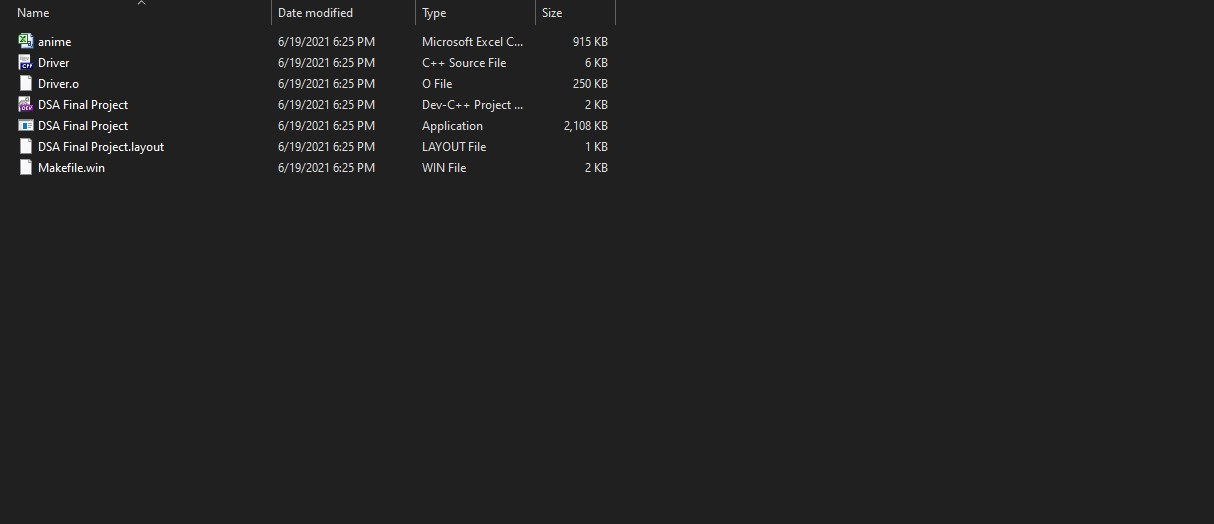 Name Date modified Type Size
anime 6/19/2021 6:25 PM Microsoft Excel C... 915 KB
Driver 6/19/2021 6:25 PM C++ Source File 6 KB
Driver.o 6/19/2021 6:25 PM O File 250 KB
DSA Final Project 6/19/2021 6:25 PM Dev-C++ Project ... 2 KB
DSA Final Project 6/19/2021 6:25 PM Application 2,108 KB
DSA Final Project.layout 6/19/2021 6:25 PM LAYOUT File 1 KB
Makefile.win 6/19/2021 6:25 PM WIN File 2 KB